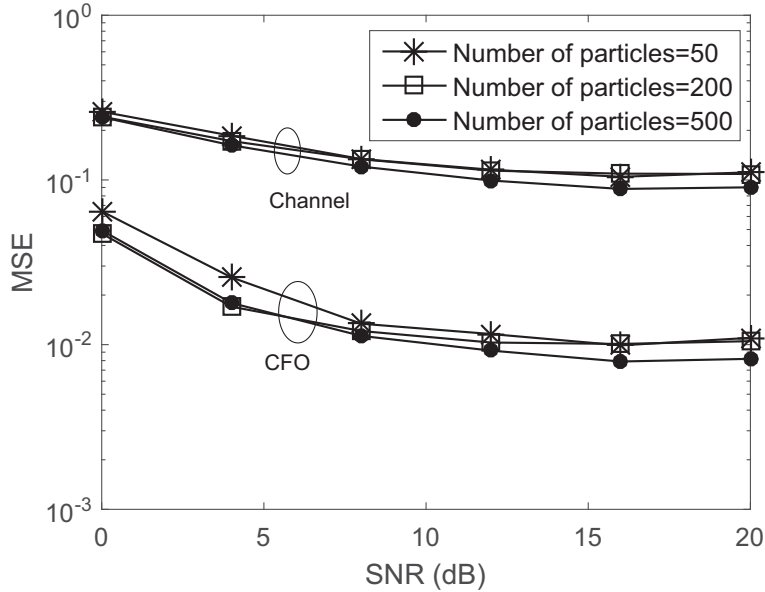 10^0
Number of particles=50
Number of particles=200
Number of particles=500
10^-1
Channel
MSE
10^-2
CFO
10^-3
0 5 10 15 20
SNR (dB)